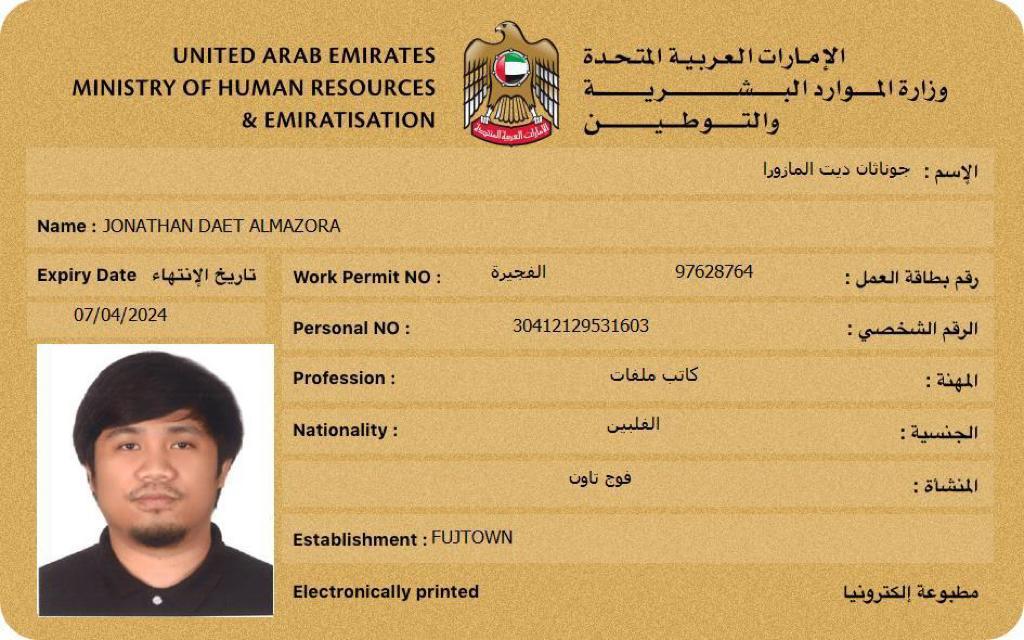 UNITED ARAB EMIRATES
MINISTRY OF HUMAN RESOURCES
& EMIRATISATION
الإمارات العربية المتحدة
وزارة الموارد البشرية
والتوطين
الإمارات العربية المتحدة
الإسم : جوناثان ديت المازورا
Name : JONATHAN DAET ALMAZORA
Expiry Date تاريخ الإنتهاء
07/04/2024
Work Permit NO : الفجيرة 97628764 رقم بطاقة العمل :
Personal NO : 30412129531603 الرقم الشخصي :
Profession : كاتب ملفات المهنة :
Nationality : الفلبين الجنسية :
فوج تاون المنشأة :
Establishment : FUJTOWN
Electronically printed مطبوعة إلكترونيا